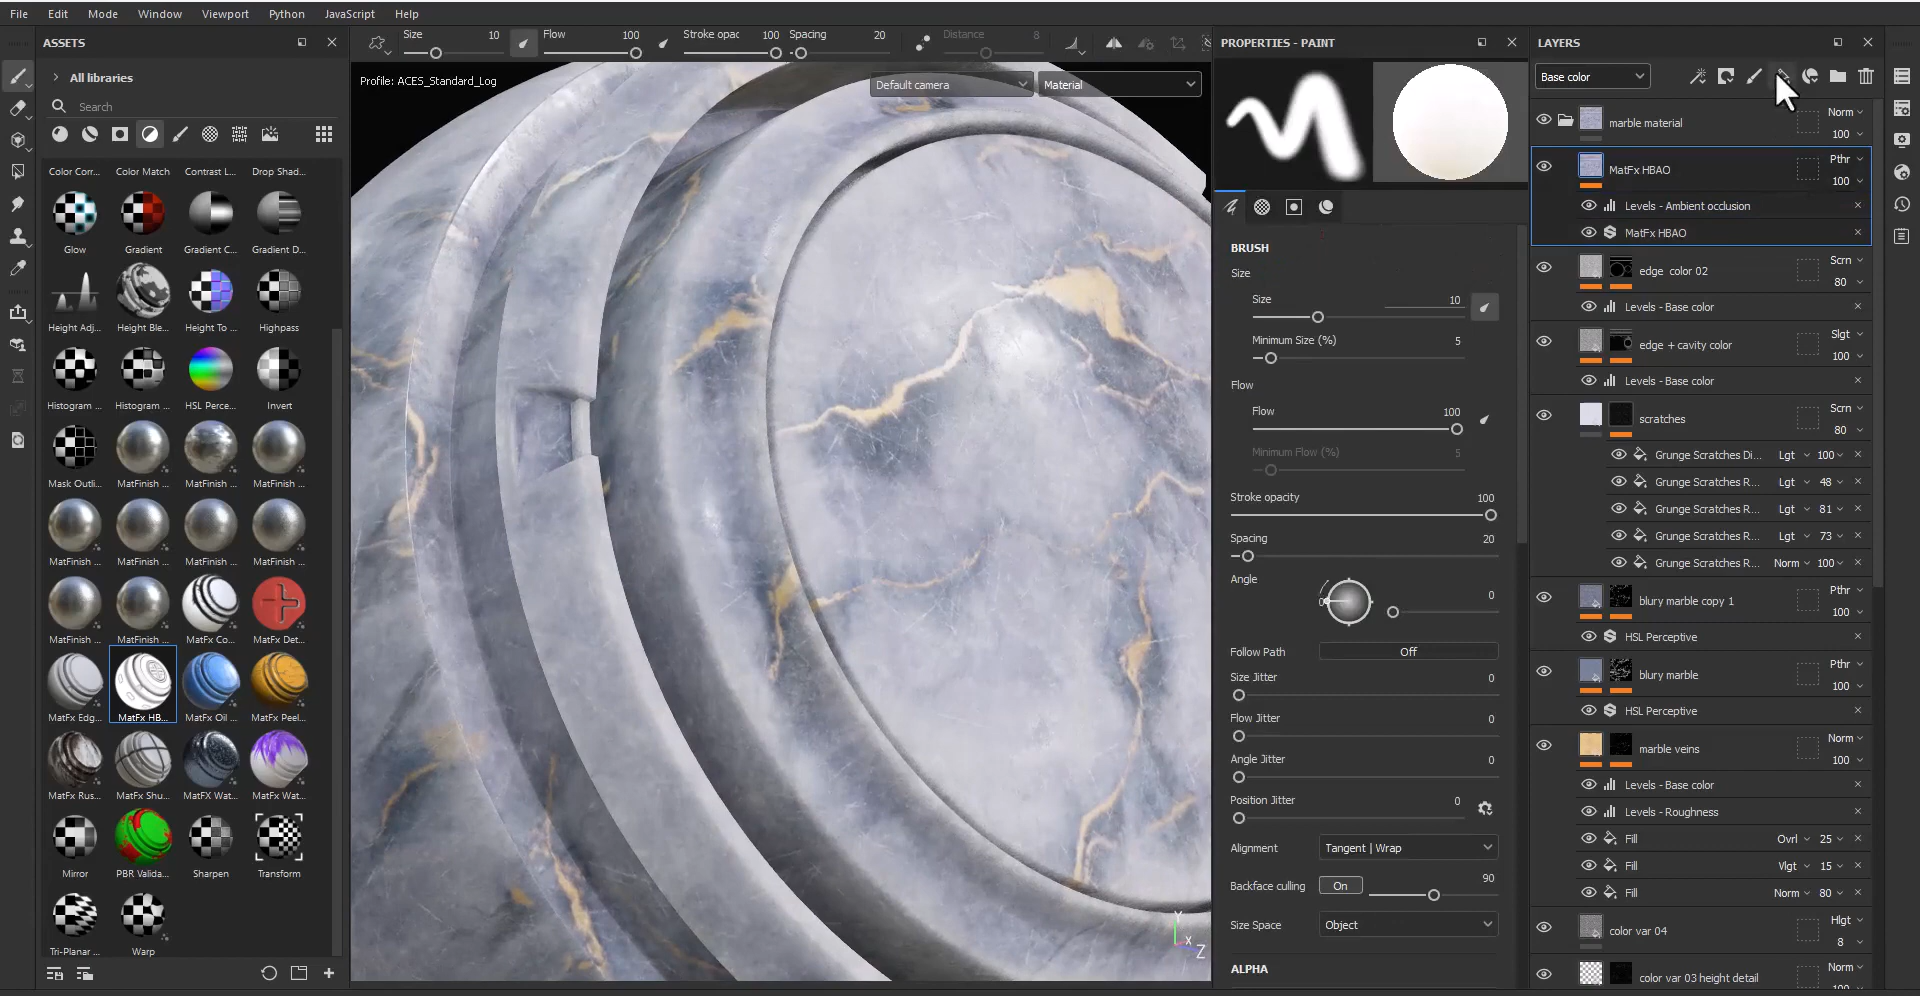 File Edit Mode Window Viewport Python JavaScript Help
ASSETS
All libraries
Search
Color Corr... Color Match Contrast L... Drop Shad...
Glow Gradient Gradient C... Gradient D...
Height Adj... Height Ble... Height To ... Highpass
Histogram ... Histogram ... HSL Perce... Invert
Mask Outli... MatFinish ... MatFinish ... MatFinish ...
MatFinish ... MatFinish ... MatFinish ... MatFinish ...
MatFinish ... MatFinish ... MatFx Co... MatFx Det...
MatFx Edg... MatFx HB... MatFx Oil ... MatFx Peel...
MatFx Rus... MatFx Shu... MatFX Wat... MatFx Wat...
Mirror PBR Valida... Sharpen Transform
Tri-Planar ... Warp
Size 10 Flow 100 Stroke opac 100 Spacing 20 Distance 8
Profile: ACES_Standard_Log
Default camera Material
Y
X
Z
PROPERTIES - PAINT
BRUSH
Size
Size 10
Minimum Size (%) 5
Flow
Flow 100
Minimum Flow (%) 5
Stroke opacity 100
Spacing 20
Angle 0 0
Follow Path Off
Size Jitter 0
Flow Jitter 0
Angle Jitter 0
Position Jitter 0
Alignment Tangent | Wrap
Backface culling On 90
Size Space Object
ALPHA
LAYERS
Base color
marble material Norm 100
MatFx HBAO Pthr 100
Levels - Ambient occlusion
MatFx HBAO
edge color 02 Scrn 80
Levels - Base color
edge + cavity color Slgt 100
Levels - Base color
scratches Scrn 80
Grunge Scratches Di... Lgt 100
Grunge Scratches R... Lgt 48
Grunge Scratches R... Lgt 81
Grunge Scratches R... Lgt 73
Grunge Scratches R... Norm 100
blury marble copy 1 Pthr 100
HSL Perceptive
blury marble Pthr 100
HSL Perceptive
marble veins Norm 100
Levels - Base color
Levels - Roughness
Fill Ovrl 25
Fill Vlgt 15
Fill Norm 80
color var 04 Hlgt 8
color var 03 height detail Norm 100